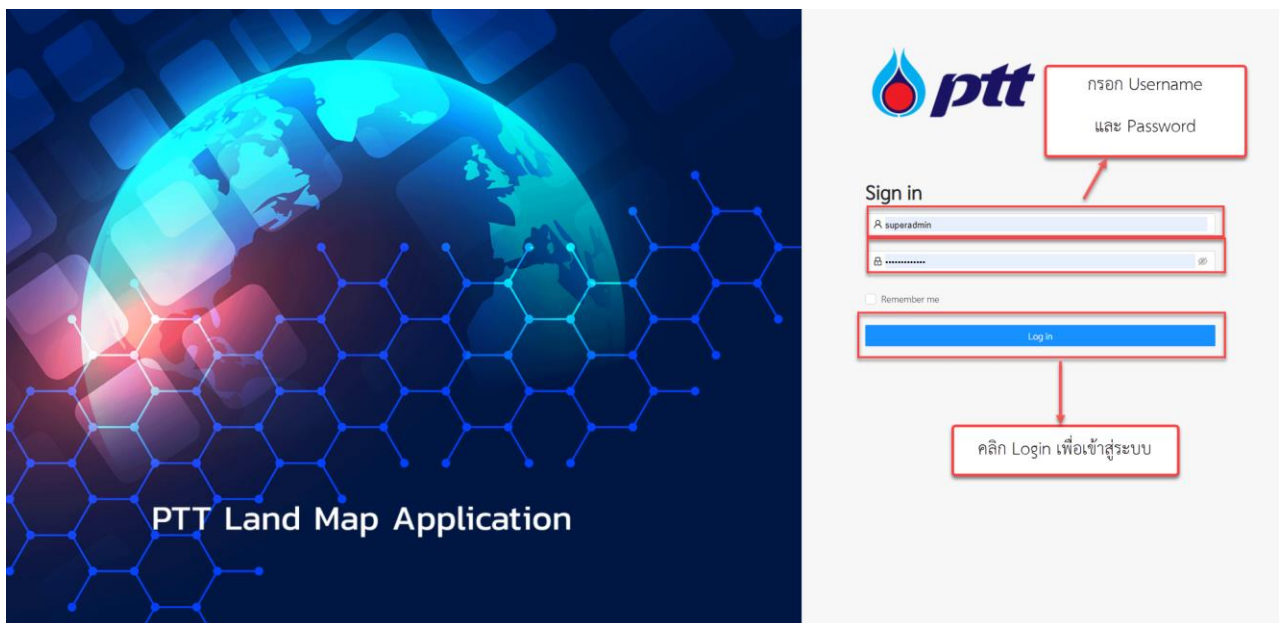 ptt
กรอก Username
และ Password
Sign in
superadmin
Remember me
Log in
คลิก Login เพื่อเข้าสู่ระบบ
PTT Land Map Application